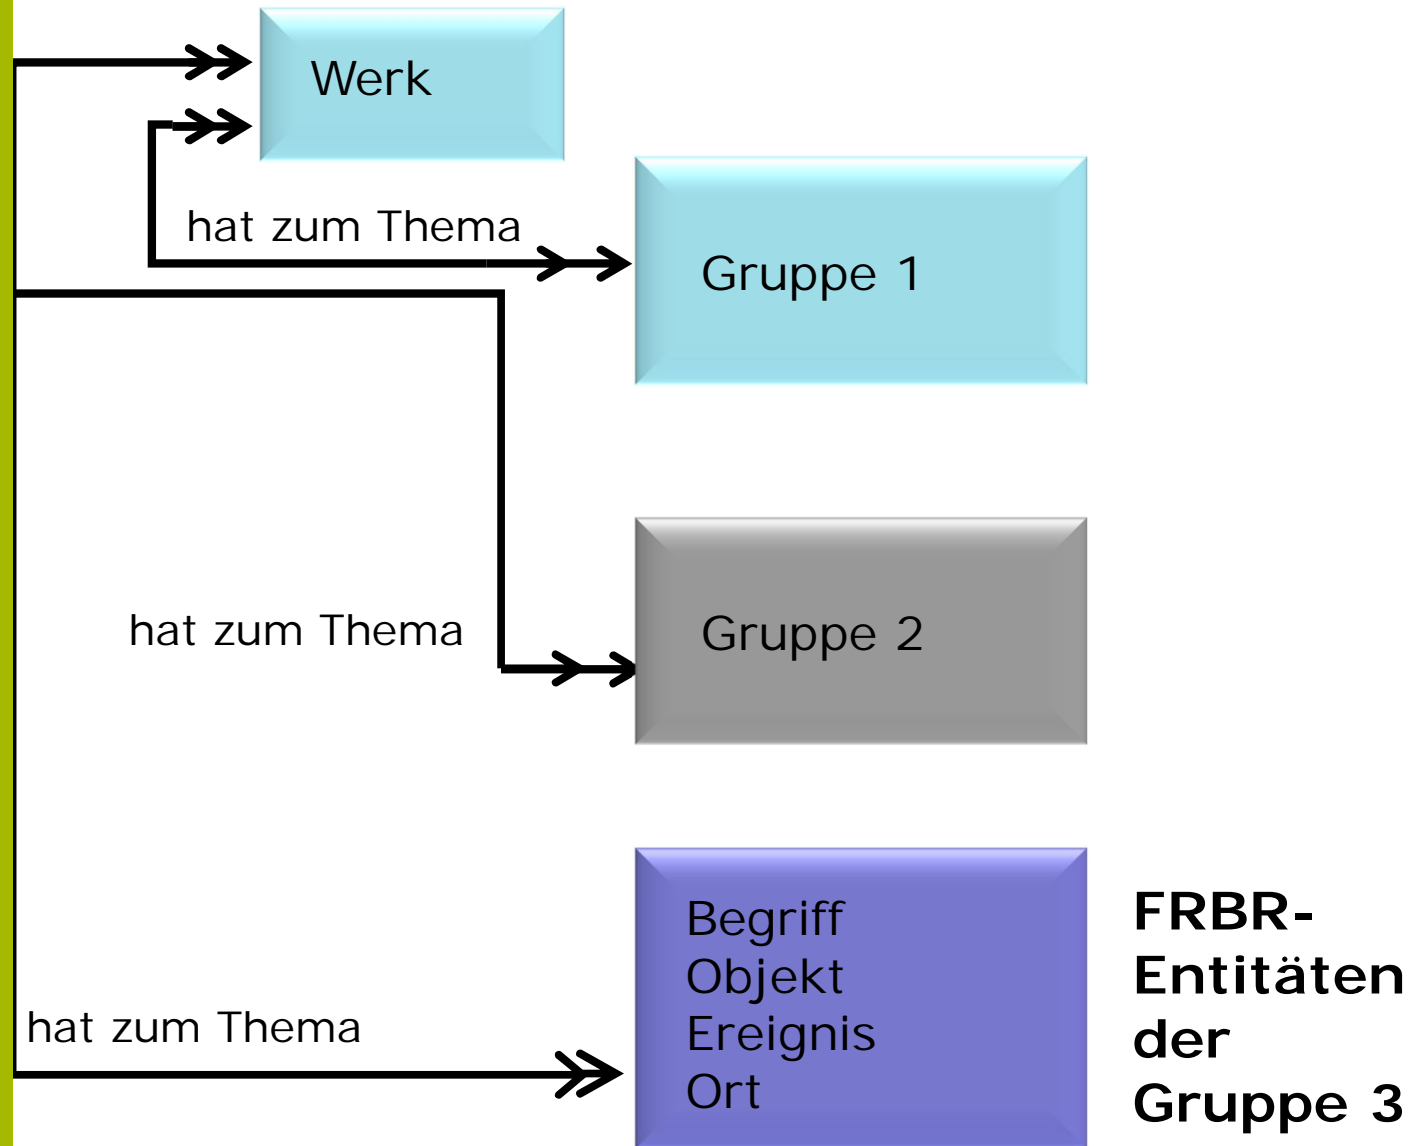 Werk
hat zum Thema
Gruppe 1
hat zum Thema
Gruppe 2
Begriff
Objekt
Ereignis
Ort
hat zum Thema
FRBR-
Entitäten
der
Gruppe 3